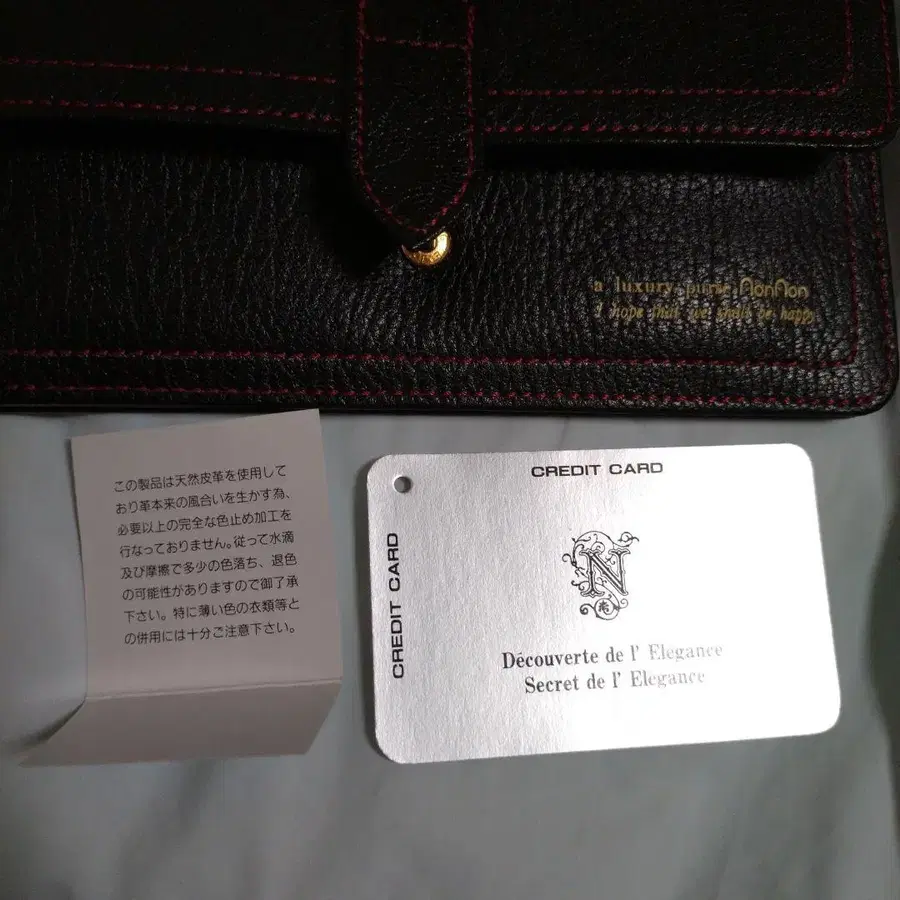 a luxury purse NonNon
I hope that we shall be happy
この製品は天然皮革を使用して
おり革本来の風合いを生かす為、
必要以上の完全な色止め加工を
行なっておりません。従って水滴
及び摩擦で多少の色落ち、退色
の可能性がありますので御了承
下さい。特に薄い色の衣類等と
の併用には十分ご注意下さい。
CREDIT CARD
CREDIT CARD
N
Découverte de l' Elegance
Secret de l' Elegance